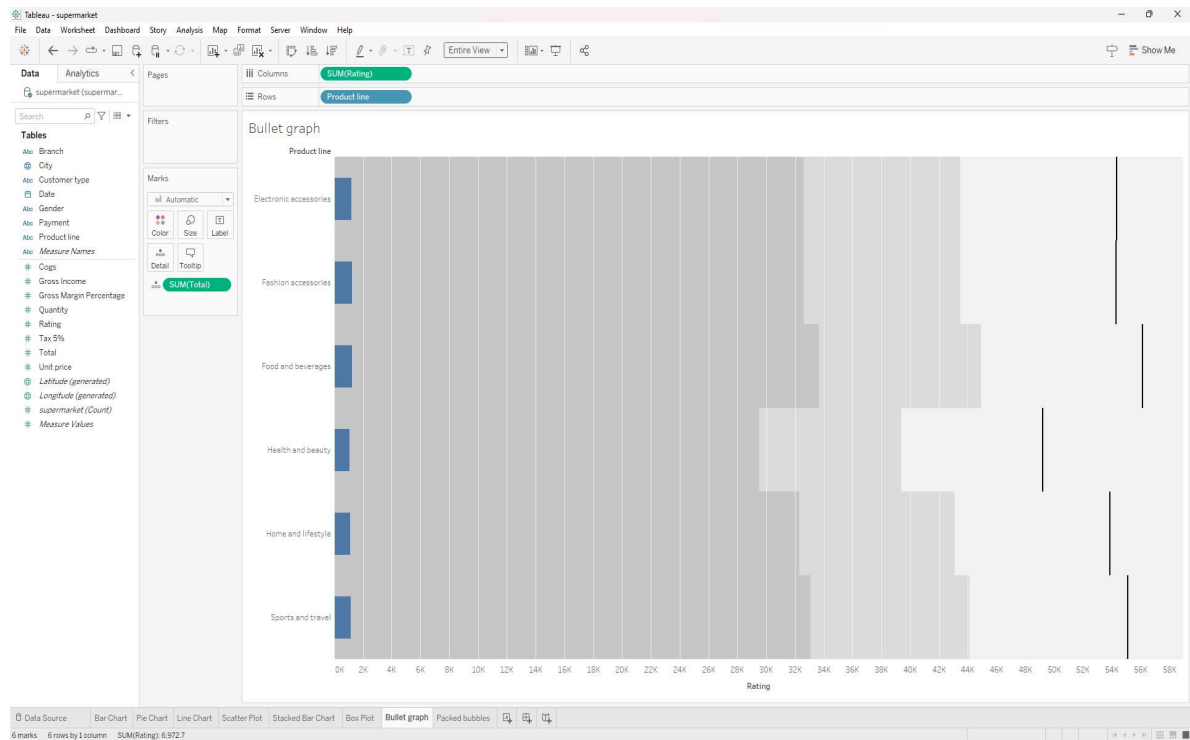 Tableau - supermarket
File Data Worksheet Dashboard Story Analysis Map Format Server Window Help
Entire View
Show Me
Data Analytics
supermarket (supermar...
Search
Tables
Abc Branch
City
Abc Customer type
Date
Abc Gender
Abc Payment
Abc Product line
Abc Measure Names
# Cogs
# Gross Income
# Gross Margin Percentage
# Quantity
# Rating
# Tax 5%
# Total
# Unit price
Latitude (generated)
Longitude (generated)
# supermarket (Count)
# Measure Values
Pages
Filters
Marks
Automatic
Color Size Label
Detail Tooltip
SUM(Total)
Columns SUM(Rating)
Rows Product line
Bullet graph
Product line
Electronic accessories
Fashion accessories
Food and beverages
Health and beauty
Home and lifestyle
Sports and travel
0K 2K 4K 6K 8K 10K 12K 14K 16K 18K 20K 22K 24K 26K 28K 30K 32K 34K 36K 38K 40K 42K 44K 46K 48K 50K 52K 54K 56K 58K
Rating
Data Source Bar Chart Pie Chart Line Chart Scatter Plot Stacked Bar Chart Box Plot Bullet graph Packed bubbles
6 marks 6 rows by 1 column SUM(Rating): 6,972.7